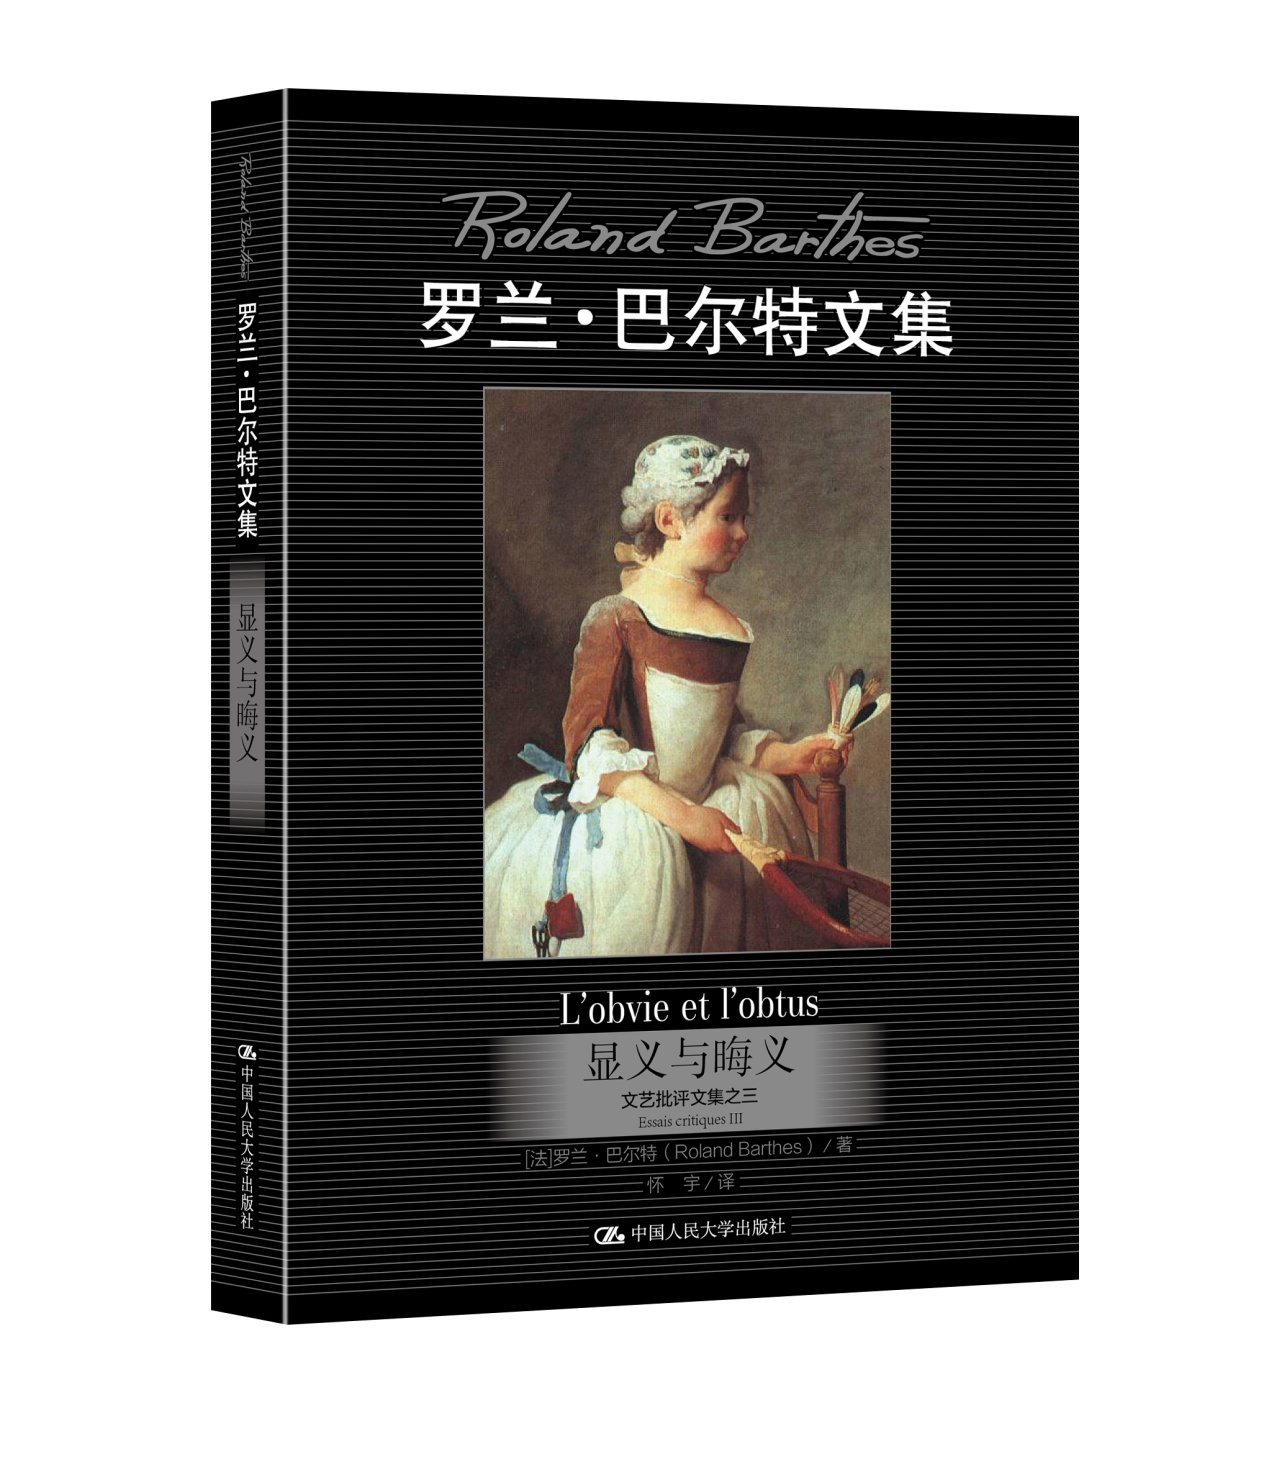 Roland Barthes
罗兰·巴尔特文集
显义与晦义
中国人民大学出版社
Roland Barthes
罗兰·巴尔特文集
L'obvie et l'obtus
显义与晦义
文艺批评文集之三
Essais critiques III
[法]罗兰·巴尔特（Roland Barthes）/著
怀 宇/译
中国人民大学出版社